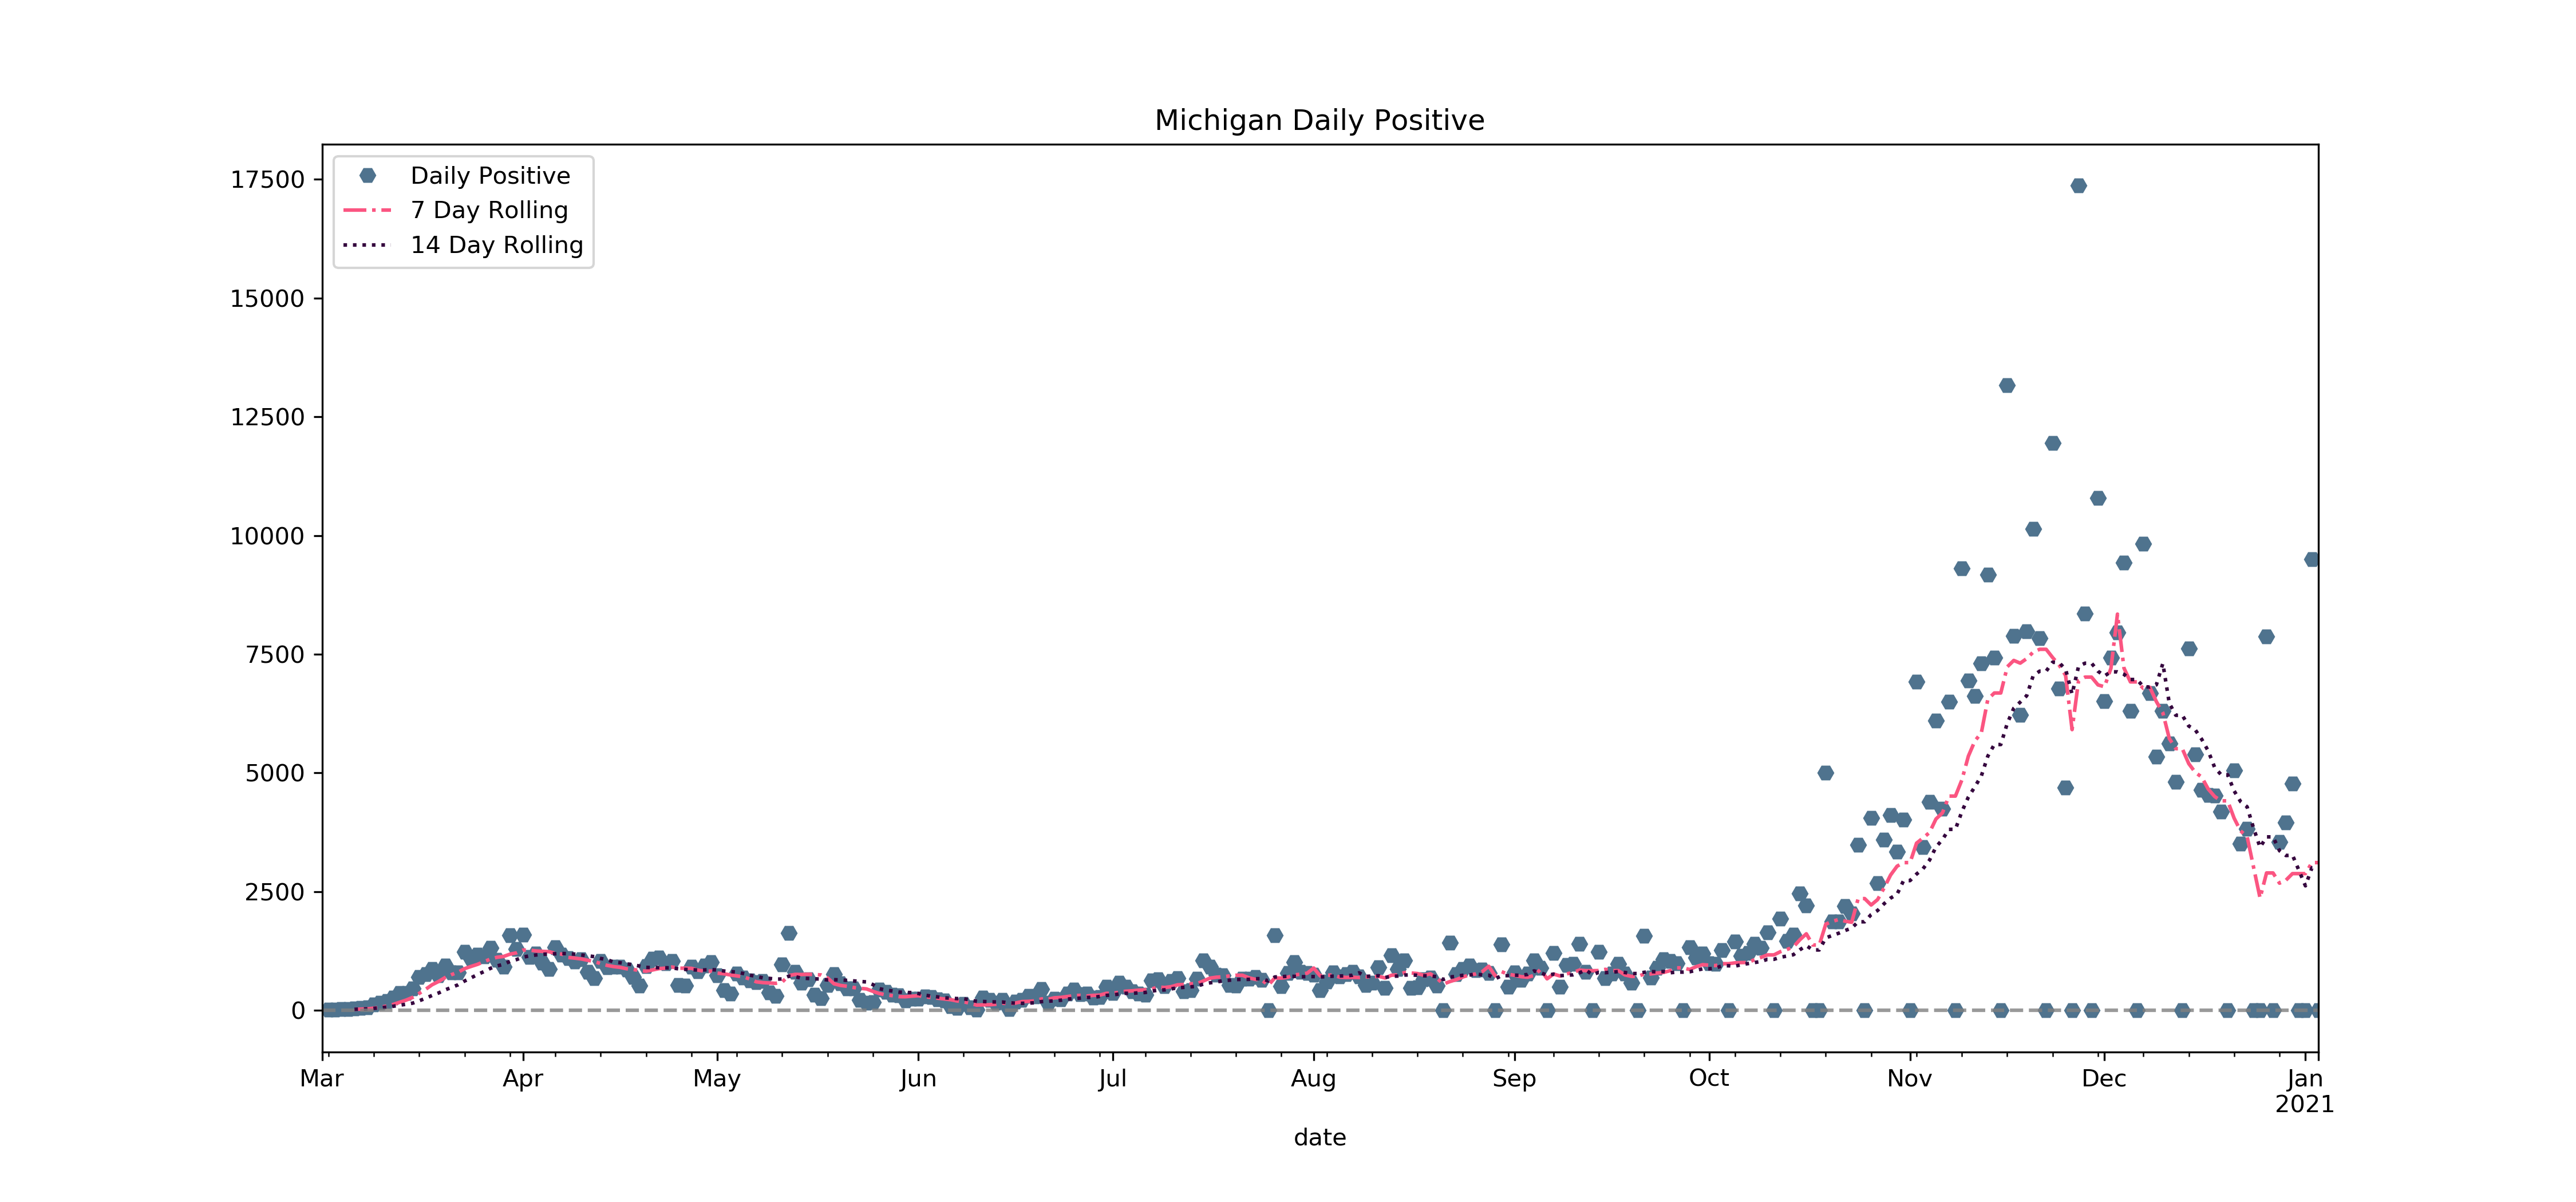 Michigan Daily Positive
Daily Positive
7 Day Rolling
14 Day Rolling
17500
15000
12500
10000
7500
5000
2500
0
Mar Apr May Jun Jul Aug Sep Oct Nov Dec Jan
2021
date